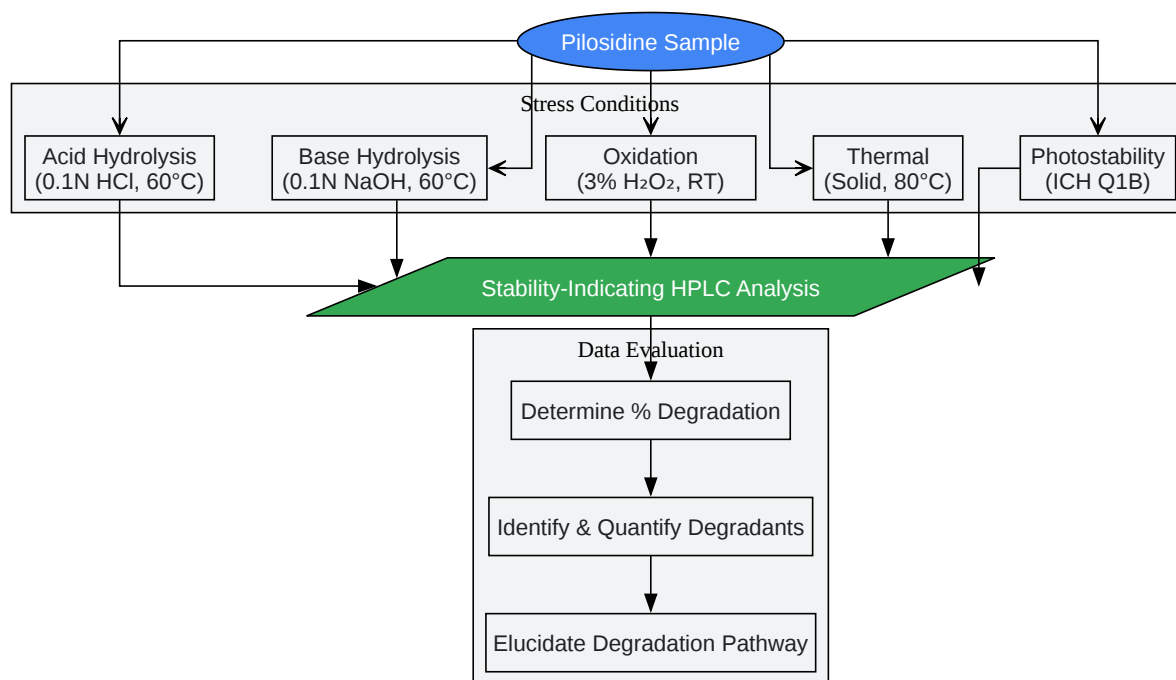 Pilosidine Sample
Stress Conditions
Acid Hydrolysis
(0.1N HCl, 60°C)
Base Hydrolysis
(0.1N NaOH, 60°C)
Oxidation
(3% H₂O₂, RT)
Thermal
(Solid, 80°C)
Photostability
(ICH Q1B)
Stability-Indicating HPLC Analysis
Data Evaluation
Determine % Degradation
Identify & Quantify Degradants
Elucidate Degradation Pathway